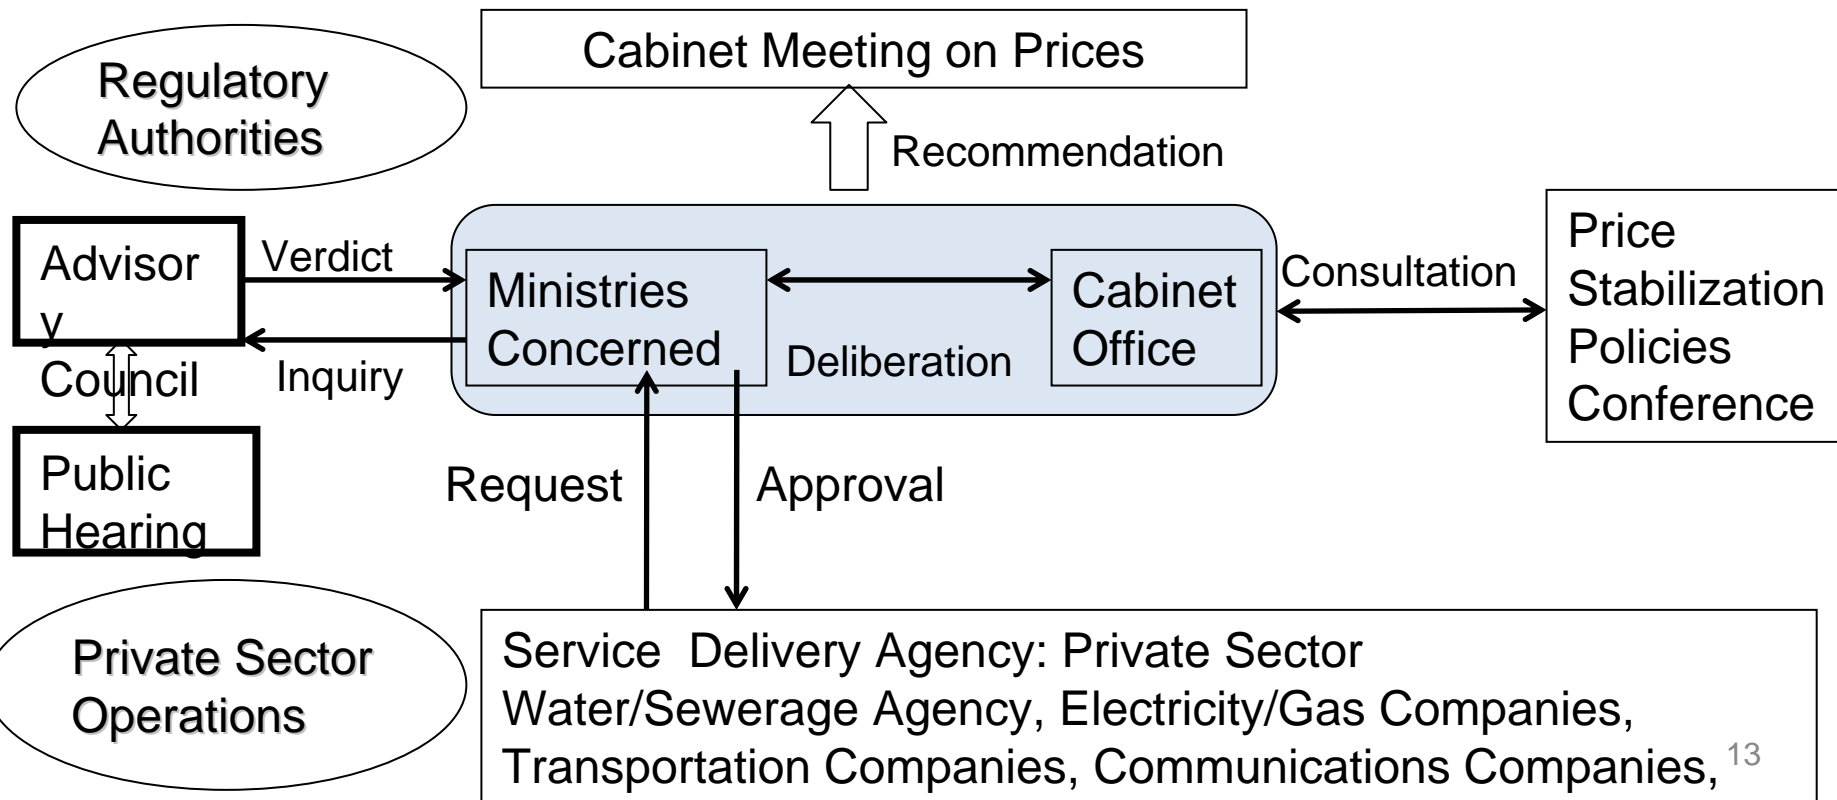 Cabinet Meeting on Prices
Regulatory
Authorities
Recommendation
Advisor
y
Council
Verdict
Inquiry
Ministries
Concerned
Deliberation
Cabinet
Office
Consultation
Price
Stabilization
Policies
Conference
Public
Hearing
Request
Approval
Private Sector
Operations
Service Delivery Agency: Private Sector
Water/Sewerage Agency, Electricity/Gas Companies,
Transportation Companies, Communications Companies,
13